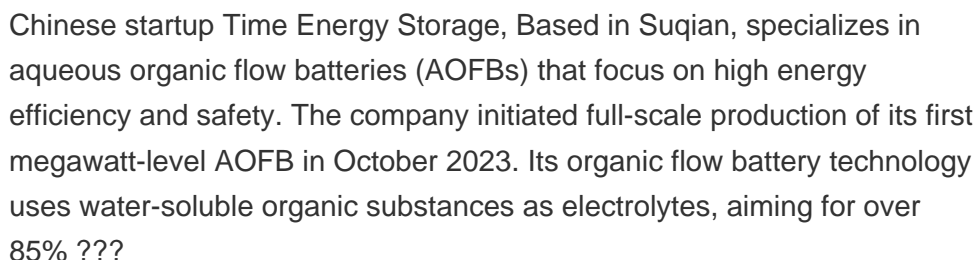 Chinese startup Time Energy Storage, Based in Suqian, specializes in
aqueous organic flow batteries (AOFBs) that focus on high energy
efficiency and safety. The company initiated full-scale production of its first
megawatt-level AOFB in October 2023. Its organic flow battery technology
uses water-soluble organic substances as electrolytes, aiming for over
85% ???